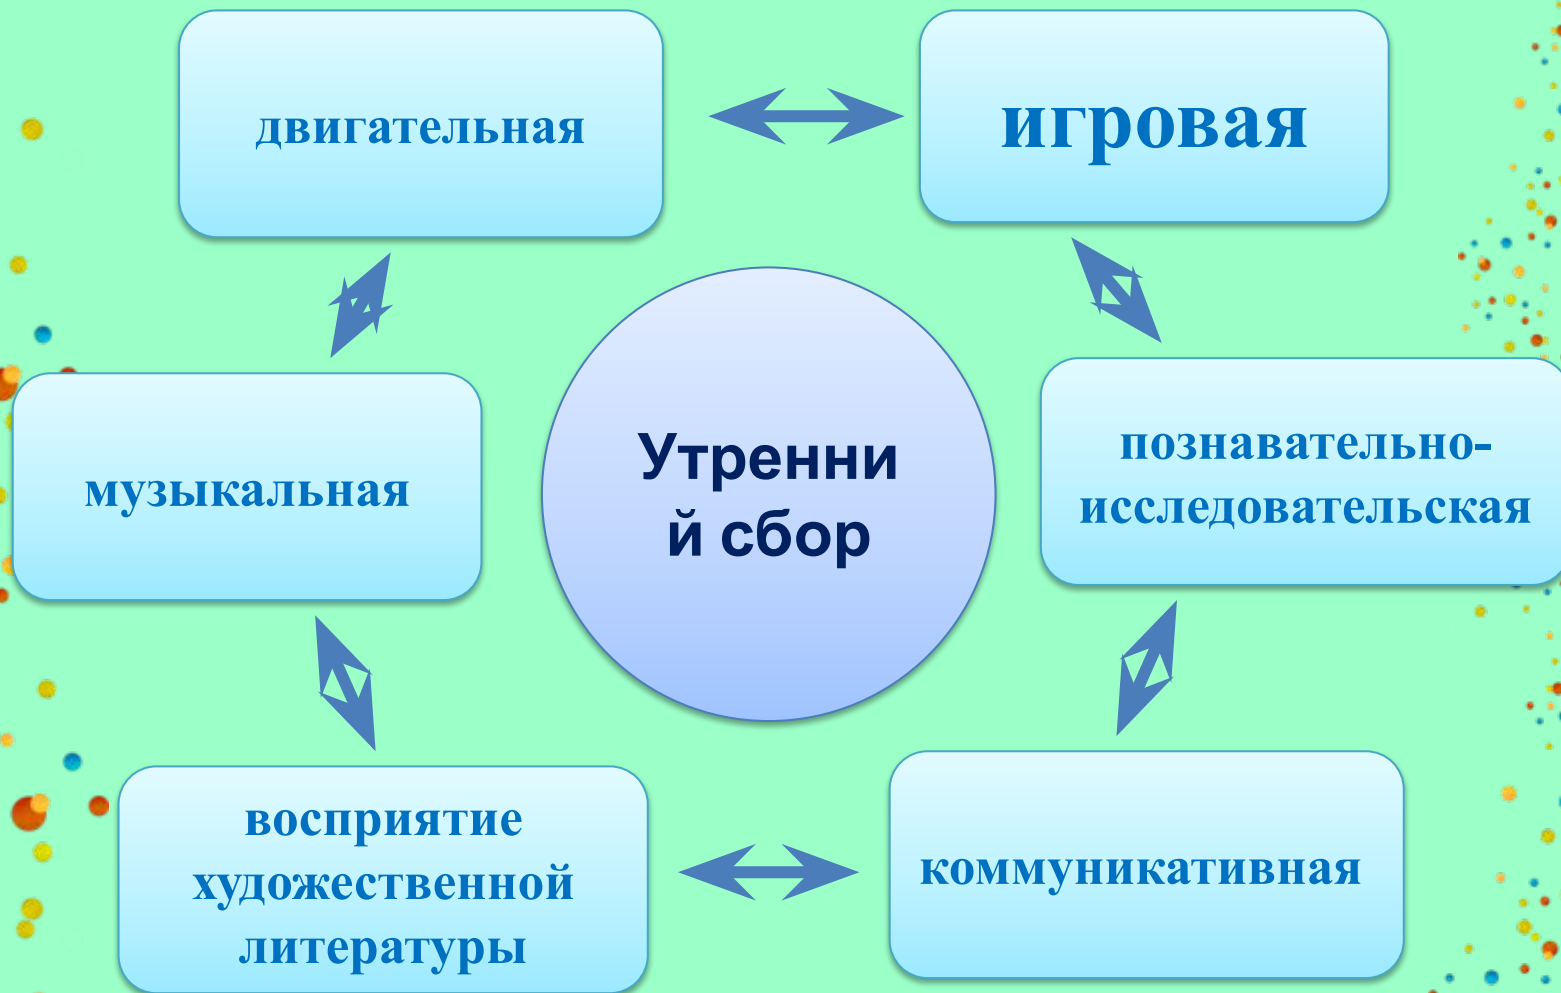 двигательная
игровая
музыкальная
Утренни
й сбор
познавательно-
исследовательская
восприятие
художественной
литературы
коммуникативная